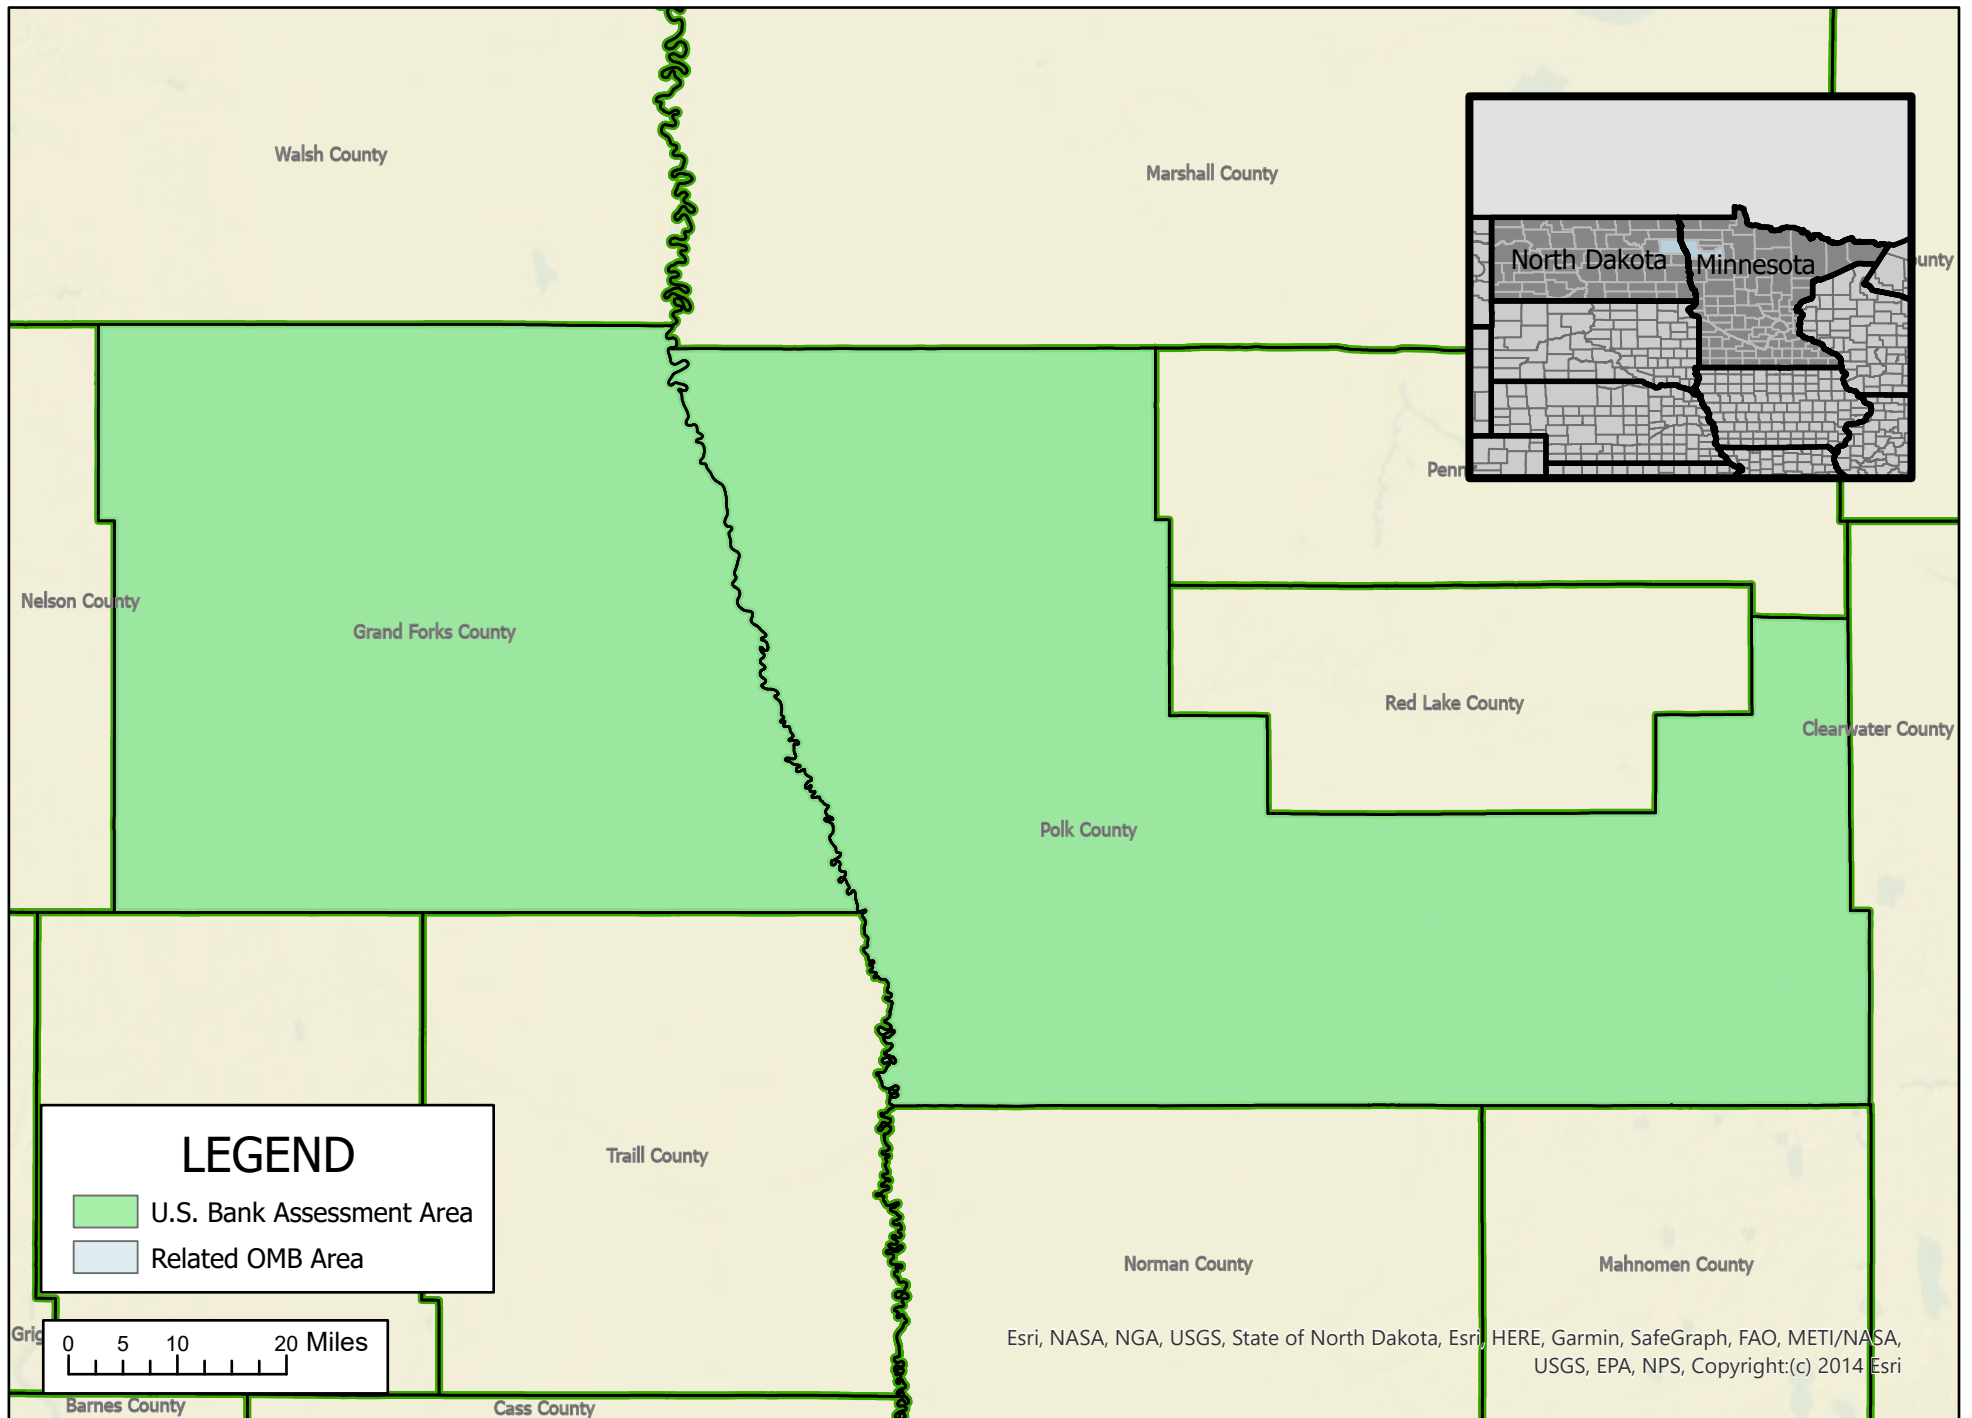 Walsh County
Marshall County
North Dakota
Minnesota
Nelson County
Grand Forks County
Red Lake County
Clearwater County
Polk County
LEGEND
U.S. Bank Assessment Area
Related OMB Area
Traill County
Norman County
Mahnomen County
0 5 10 20 Miles
Barnes County
Cass County
Esri, NASA, NGA, USGS, State of North Dakota, Esri, HERE, Garmin, SafeGraph, FAO, METI/NASA,
USGS, EPA, NPS, Copyright:(c) 2014 Esri